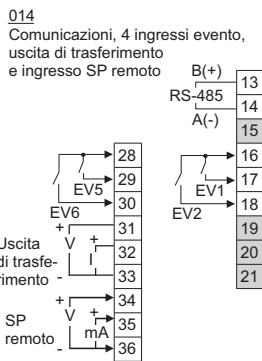 014
Comunicazioni, 4 ingressi evento,
uscita di trasferimento
e ingresso SP remoto
B(+)
RS-485
A(-)
13
14
15
16
17
18
19
20
21
EV1
EV2
28
29
30
31
32
33
34
35
36
EV5
EV6
Uscita
di trasfe-
rimento
+
V
+
I
-
SP
remoto
+
V
+
mA
-